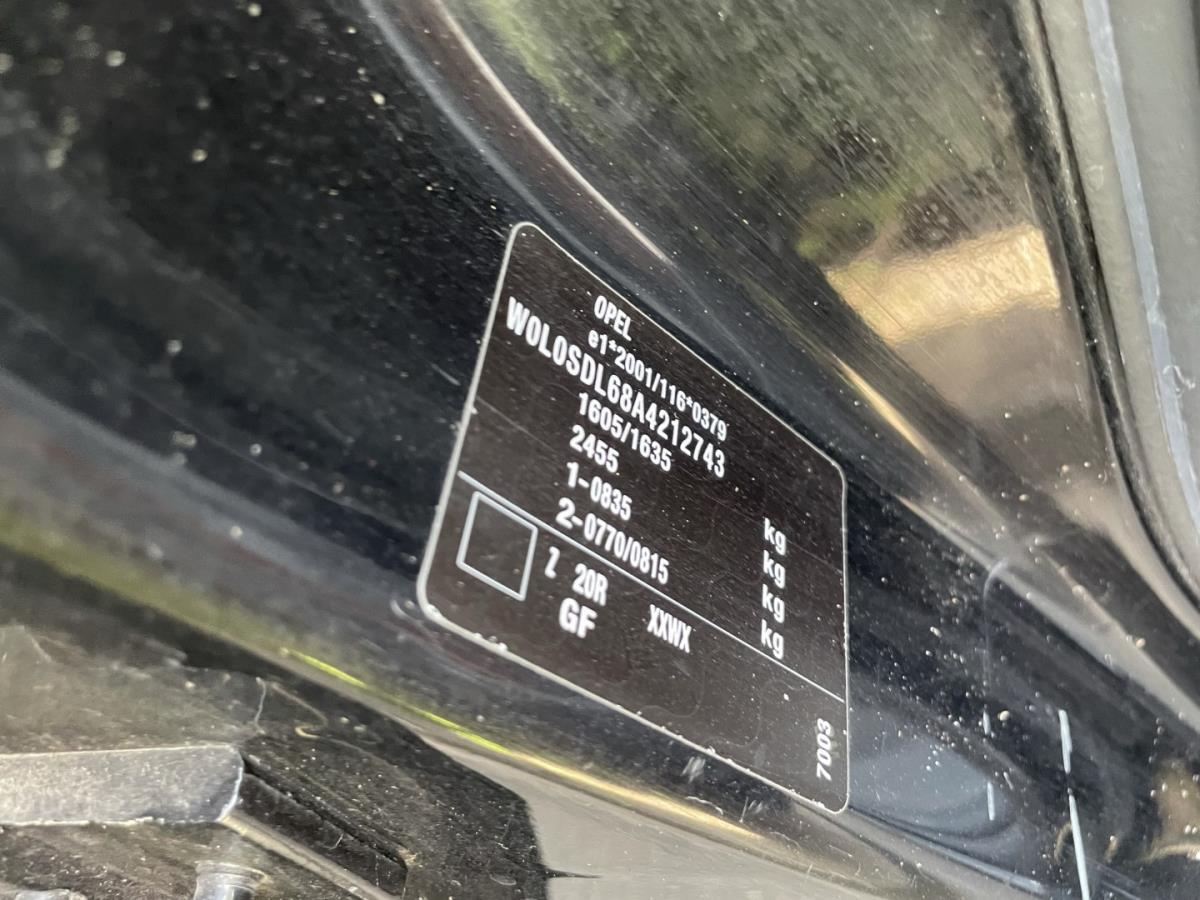 OPEL
e1*2001/116*0379
W0L0SDL68A4212743
1605/1635 kg
2455 kg
1-0835 kg
2-0770/0815 kg
Z 20R XXWX
GF
7003